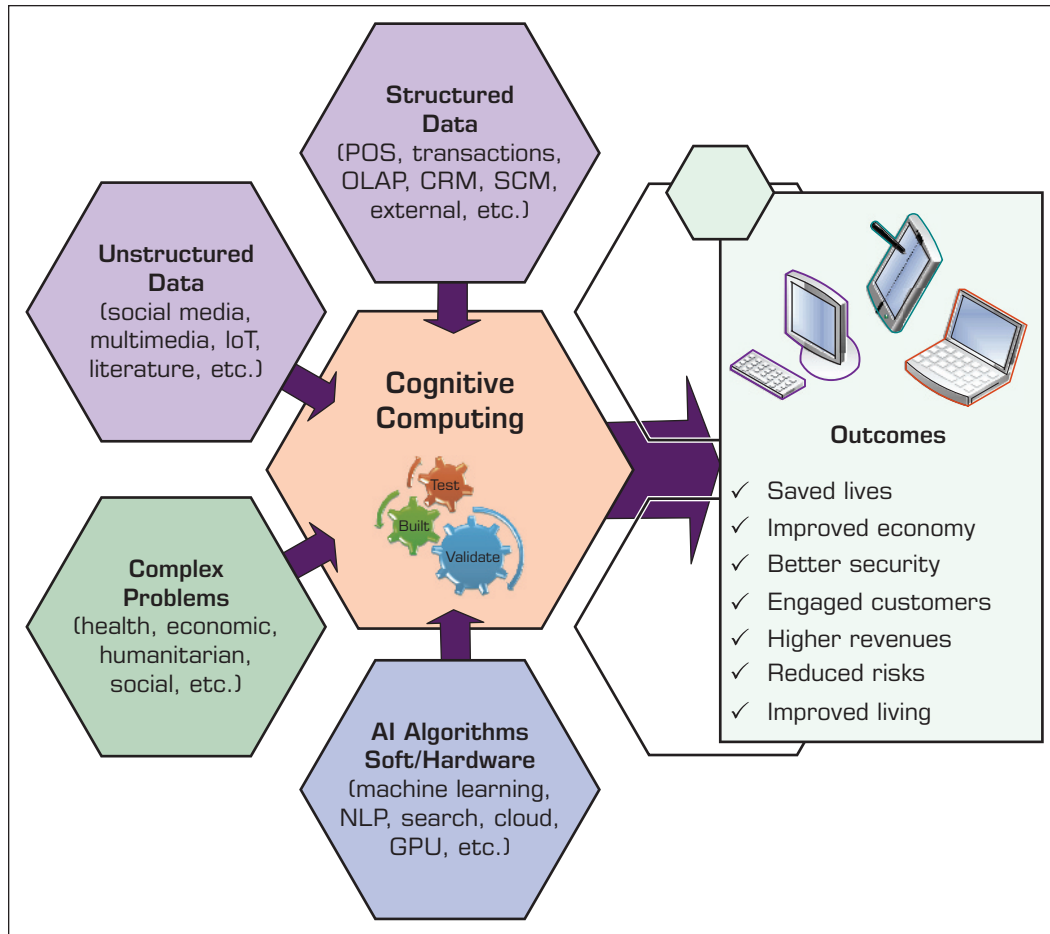 Structured
Data
(POS, transactions,
OLAP, CRM, SCM,
external, etc.)
Unstructured
Data
(social media,
multimedia, IoT,
literature, etc.)
Cognitive
Computing
Test
Built
Validate
Complex
Problems
(health, economic,
humanitarian,
social, etc.)
AI Algorithms
Soft/Hardware
(machine learning,
NLP, search, cloud,
GPU, etc.)
Outcomes
✓ Saved lives
✓ Improved economy
✓ Better security
✓ Engaged customers
✓ Higher revenues
✓ Reduced risks
✓ Improved living